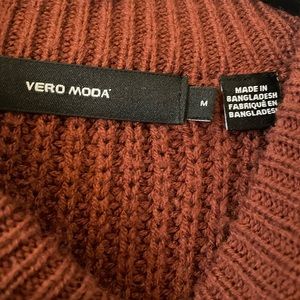 VERO MODA
M
MADE IN
BANGLADESH
FABRIQUÉ EN
BANGLADESH